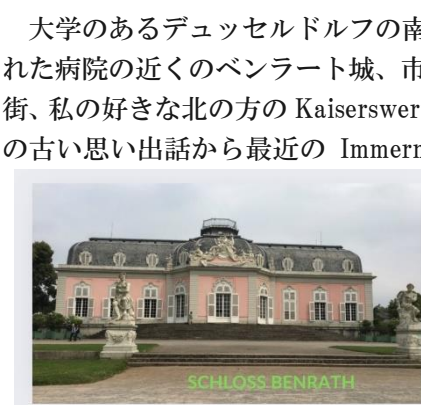 大学のあるデュッセルドルフの南
れた病院の近くのベンラート城、市
街、私の好きな北の方の Kaiserswer
の古い思い出話から最近の Immern
SCHLOSS BENRATH